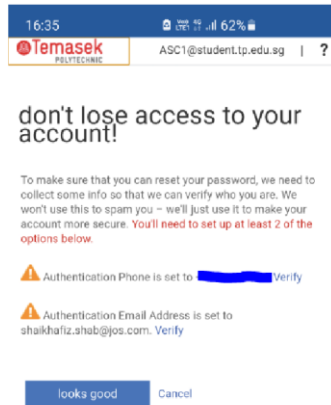 16:35 62%
Temasek
POLYTECHNIC
ASC1@student.tp.edu.sg | ?
don't lose access to your
account!
To make sure that you can reset your password, we need to
collect some info so that we can verify who you are. We
won't use this to spam you – we'll just use it to make your
account more secure. You'll need to set up at least 2 of the
options below.
Authentication Phone is set to Verify
Authentication Email Address is set to
shaikhafiz.shab@jos.com. Verify
looks good Cancel